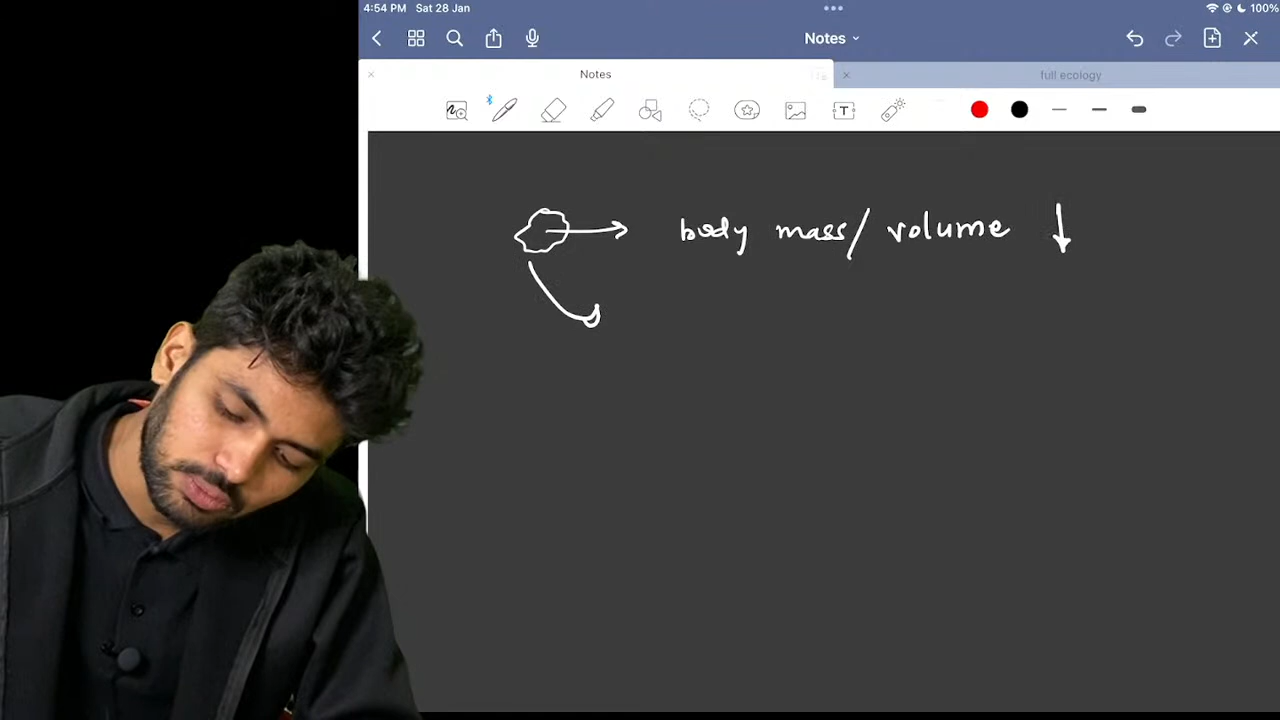 4:54 PM Sat 28 Jan
100%
Notes
Notes
full ecology
T
body mass/ volume ↓